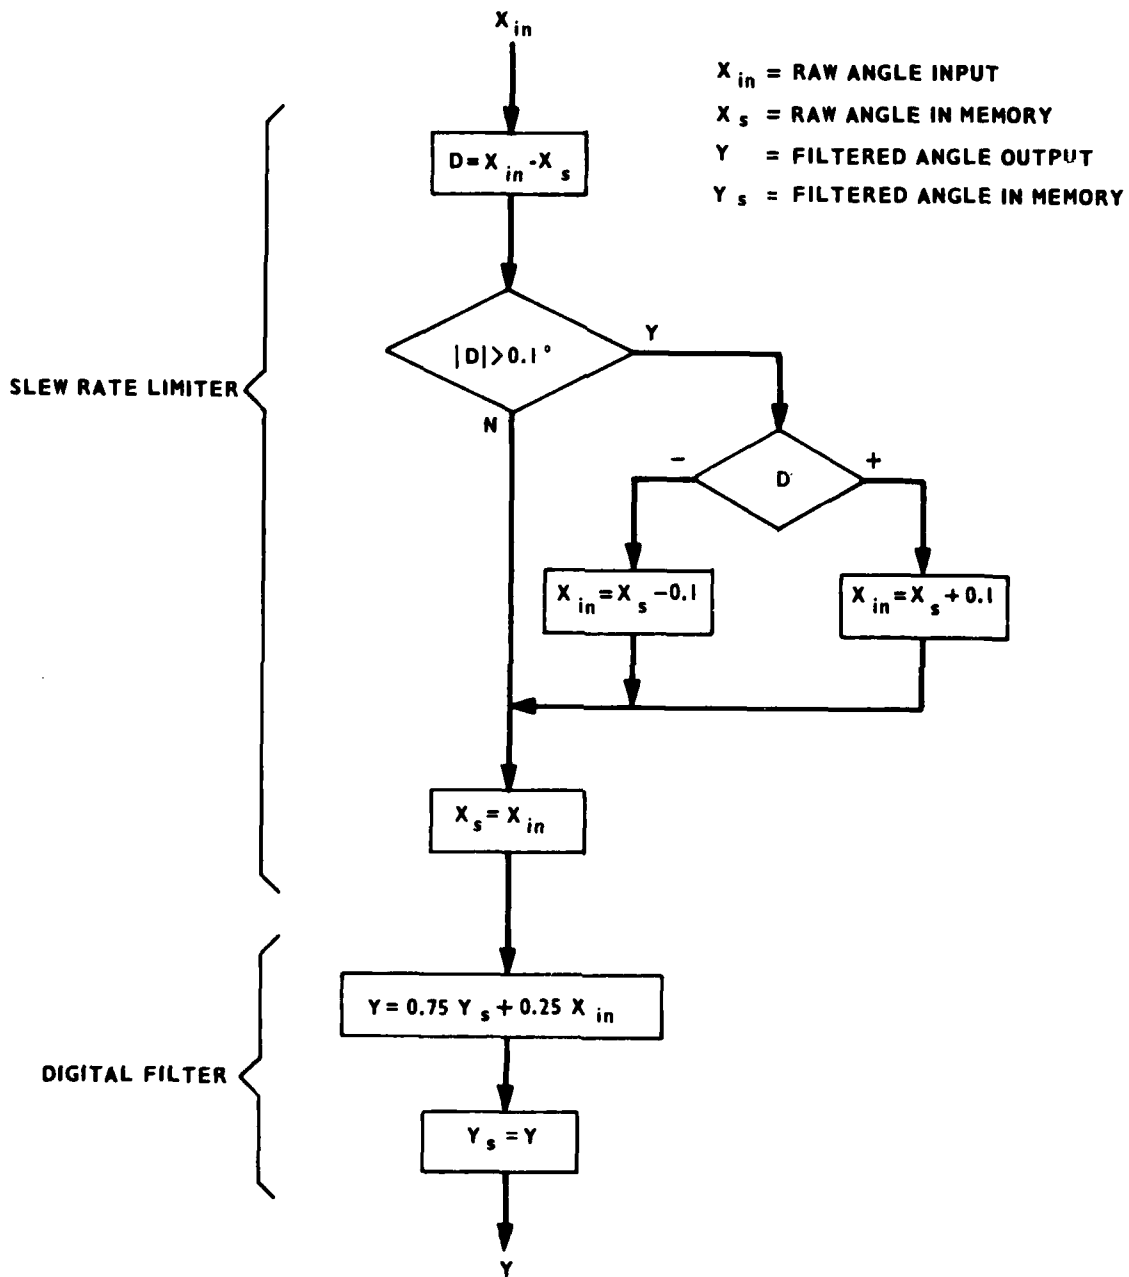 X in
X in = RAW ANGLE INPUT
X s = RAW ANGLE IN MEMORY
Y = FILTERED ANGLE OUTPUT
Y s = FILTERED ANGLE IN MEMORY
D = X in - X s
|D| > 0.1°
Y
N
SLEW RATE LIMITER
D
-
+
X in = X s - 0.1
X in = X s + 0.1
X s = X in
Y = 0.75 Y s + 0.25 X in
DIGITAL FILTER
Y s = Y
Y